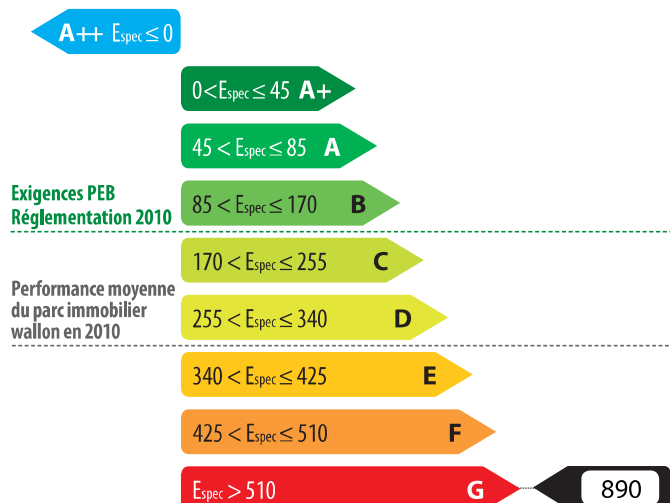 A++ Espec ≤ 0
0 < Espec ≤ 45 A+
45 < Espec ≤ 85 A
Exigences PEB
Réglementation 2010
85 < Espec ≤ 170 B
170 < Espec ≤ 255 C
Performance moyenne
du parc immobilier
wallon en 2010
255 < Espec ≤ 340 D
340 < Espec ≤ 425 E
425 < Espec ≤ 510 F
Espec > 510 G 890